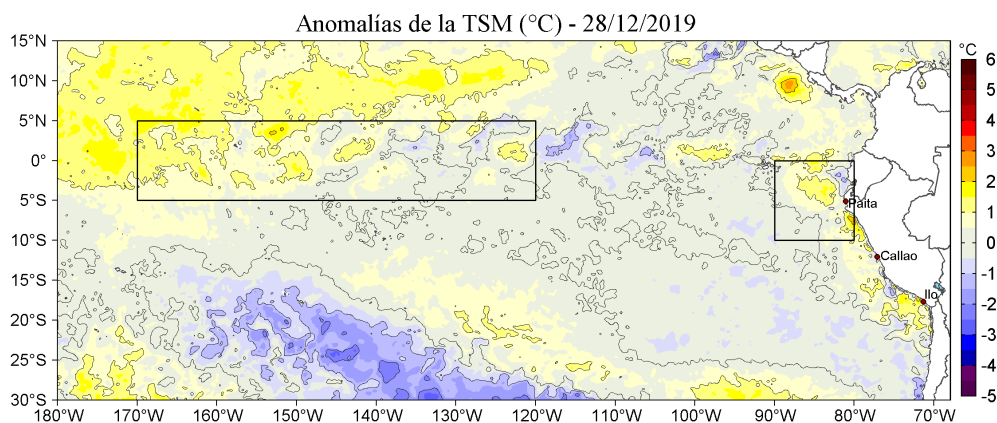 Anomalías de la TSM (°C) - 28/12/2019
°C
15°N
10°N
5°N
0°
5°S
10°S
15°S
20°S
25°S
30°S
180°W
170°W
160°W
150°W
140°W
130°W
120°W
110°W
100°W
90°W
80°W
70°W
Paita
Callao
Ilo
6
5
4
3
2
1
0
-1
-2
-3
-4
-5